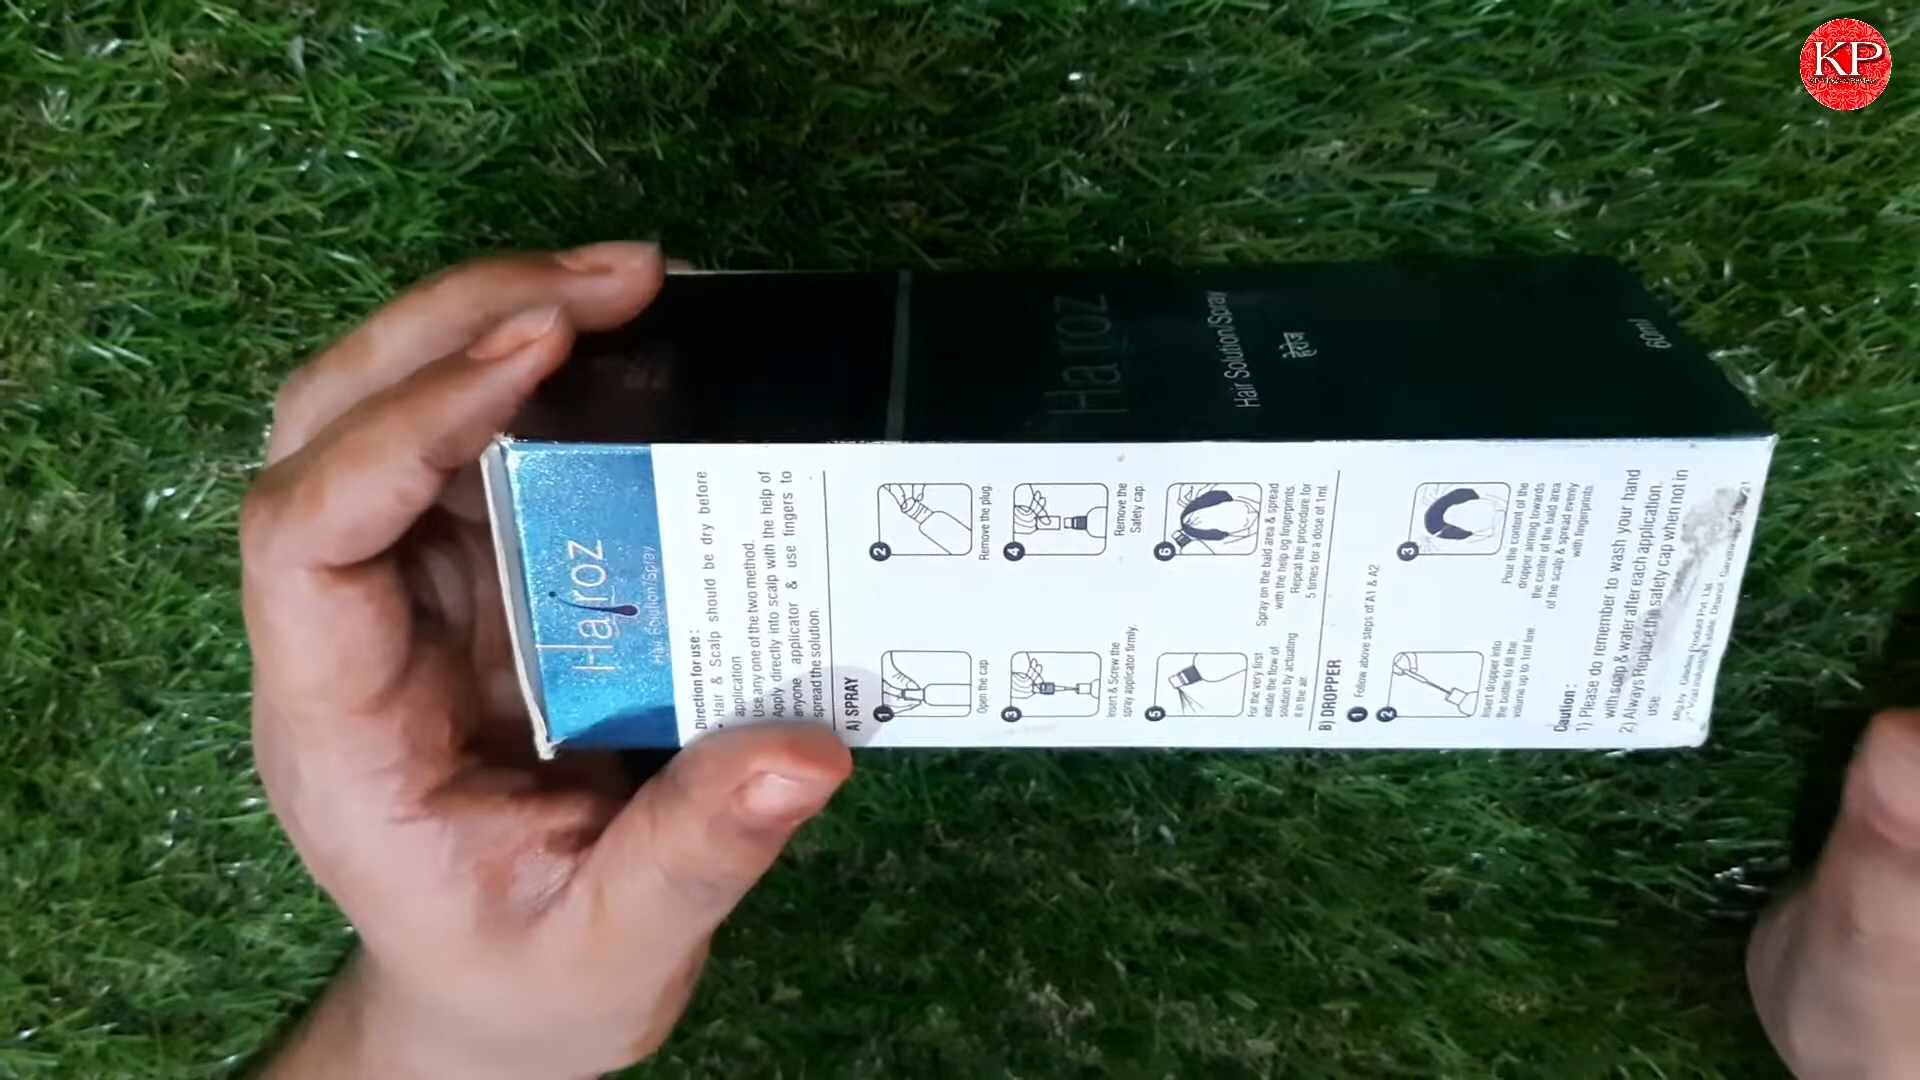 KP
Hairoz
Hair Solution/Spray
Direction for use :
• Hair & Scalp should be dry before
application
Use any one of the two method.
Apply directly into scalp with the help of
anyone applicator & use fingers to
spread the solution.
A) SPRAY
1
Open the cap
2
Remove the plug.
3
Insert & Screw the
spray applicator firmly.
4
Remove the
Safety cap.
5
For the very first
initiate the flow of
solution by actuating
it in the air.
6
Spray on the bald area & spread
with the help og fingerprints.
Repeat the procedure for
5 times for a dose of 1ml
B) DROPPER
1 Follow above steps of A1 & A2
2
Insert dropper into
the bottle to fill the
volume up to 1ml line
3
Pour the content of the
dropper aiming towards
the center of the bald area
of the scalp & spread evenly
with fingerprints.
Caution :
1) Please do remember to wash your hand
with soap & water after each application.
2) Always Replace the safety cap when not in
use.
Mfg by
Product Pvt. Ltd.
Hairoz
Hair Solution/Spray
हेरोज
60ml